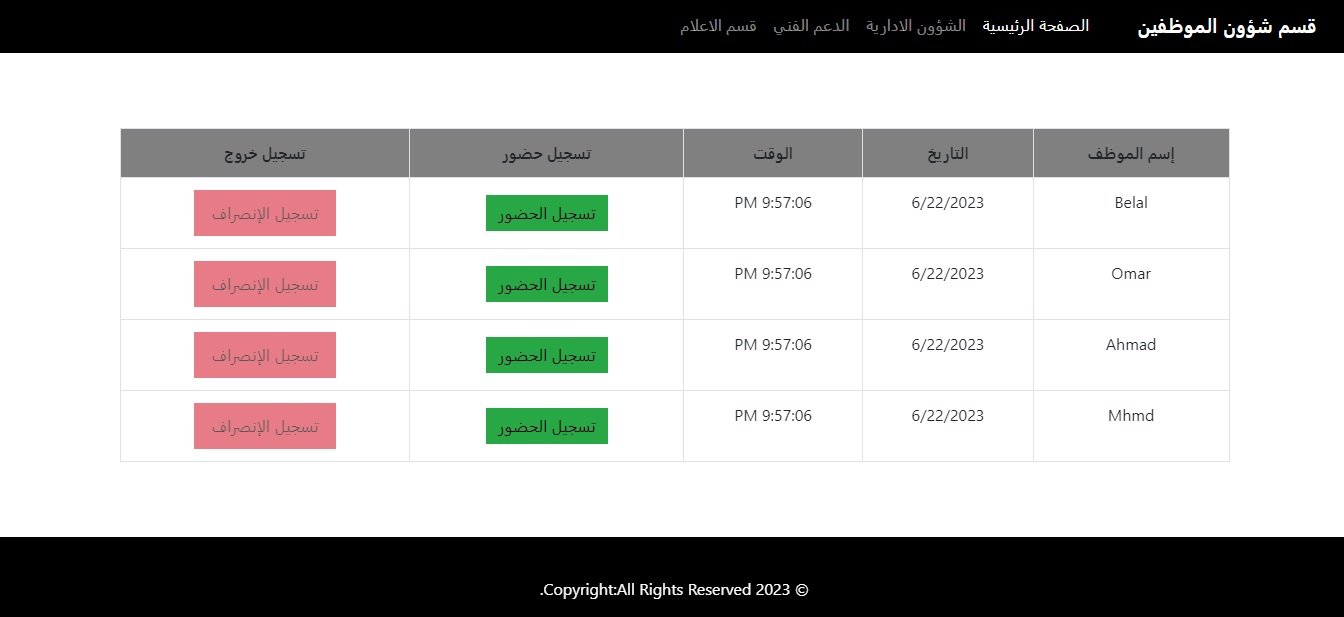 قسم شؤون الموظفين الصفحة الرئيسية الشؤون الادارية الدعم الفني قسم الاعلام
إسم الموظف التاريخ الوقت تسجيل حضور تسجيل خروج
Belal 6/22/2023 PM 9:57:06 تسجيل الحضور تسجيل الإنصراف
Omar 6/22/2023 PM 9:57:06 تسجيل الحضور تسجيل الإنصراف
Ahmad 6/22/2023 PM 9:57:06 تسجيل الحضور تسجيل الإنصراف
Mhmd 6/22/2023 PM 9:57:06 تسجيل الحضور تسجيل الإنصراف
.Copyright:All Rights Reserved 2023 ©